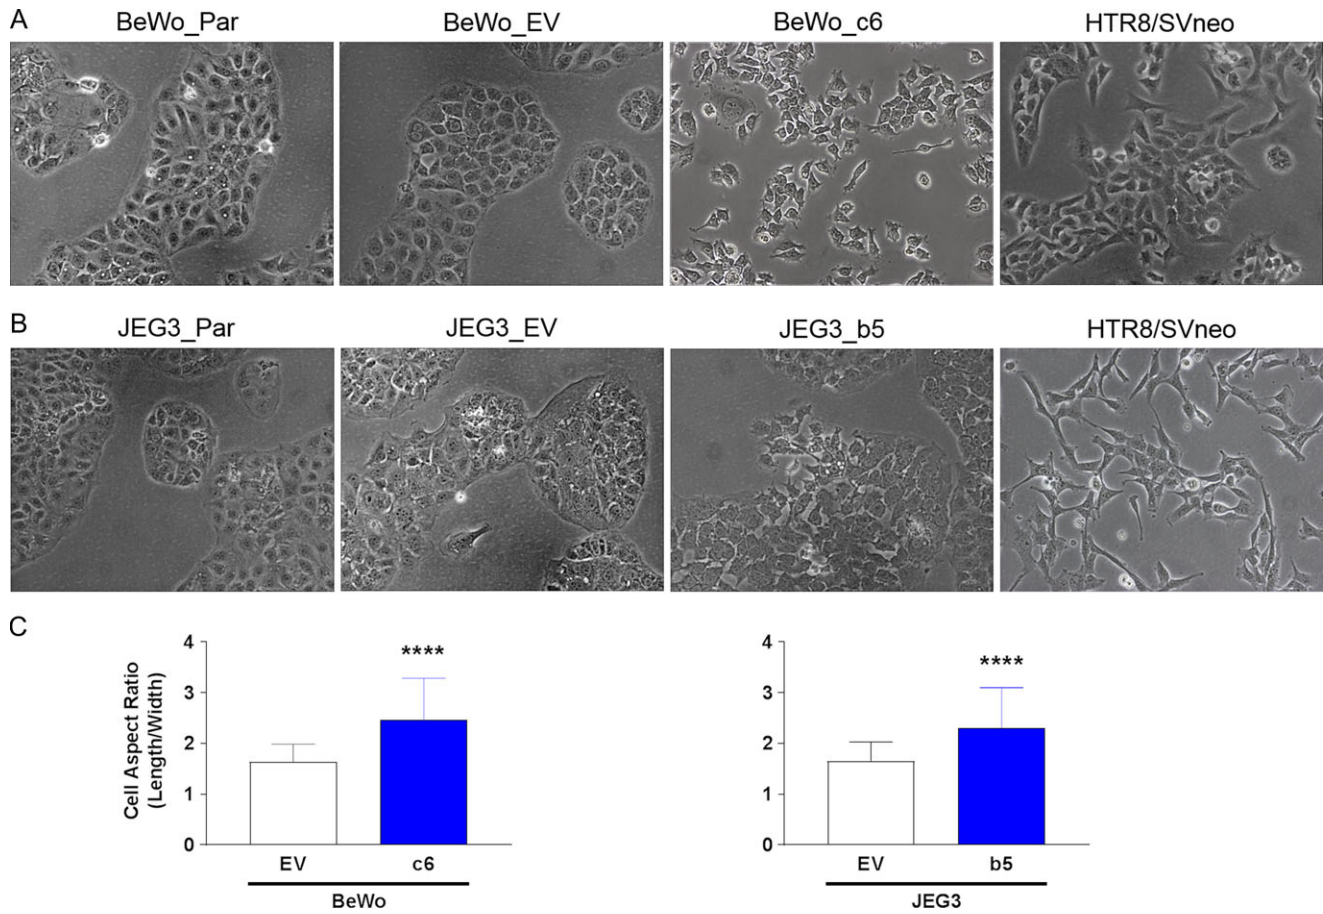 A
BeWo_Par
BeWo_EV
BeWo_c6
HTR8/SVneo
B
JEG3_Par
JEG3_EV
JEG3_b5
HTR8/SVneo
C
Cell Aspect Ratio
(Length/Width)
4
3
2
1
0
****
EV
c6
BeWo
4
3
2
1
0
****
EV
b5
JEG3